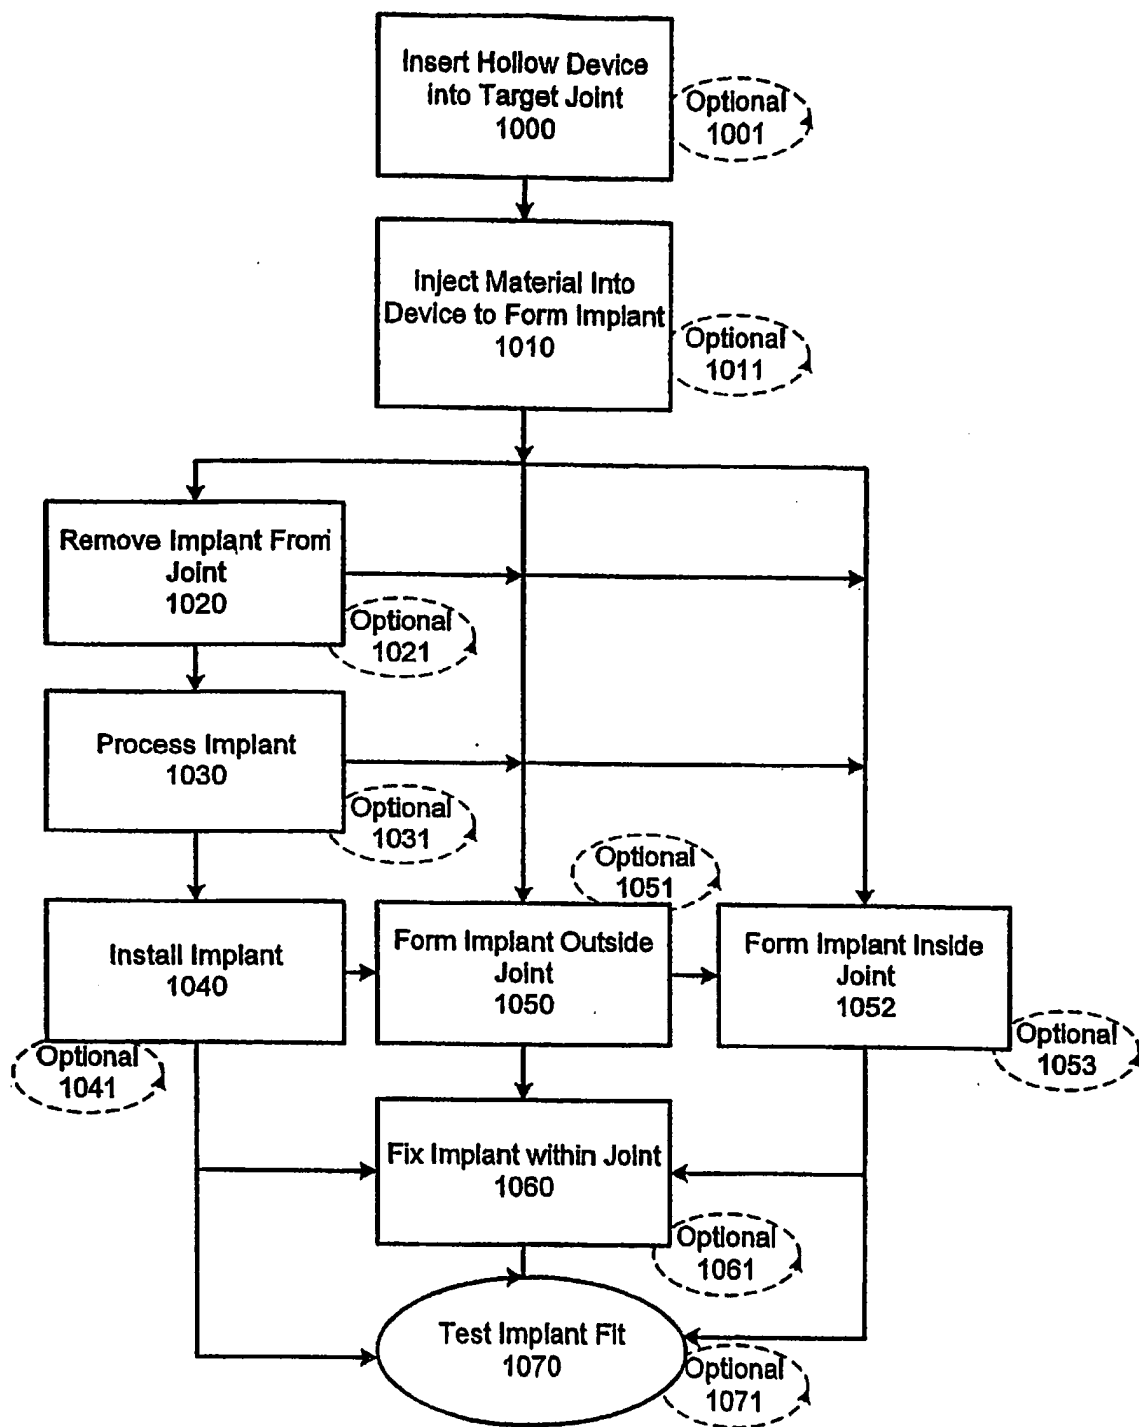 Insert Hollow Device
into Target Joint
1000
Optional
1001
Inject Material Into
Device to Form Implant
1010
Optional
1011
Remove Implant From
Joint
1020
Optional
1021
Process Implant
1030
Optional
1031
Optional
1051
Install Implant
1040
Form Implant Outside
Joint
1050
Form Implant Inside
Joint
1052
Optional
1041
Optional
1053
Fix Implant within Joint
1060
Optional
1061
Test Implant Fit
1070
Optional
1071